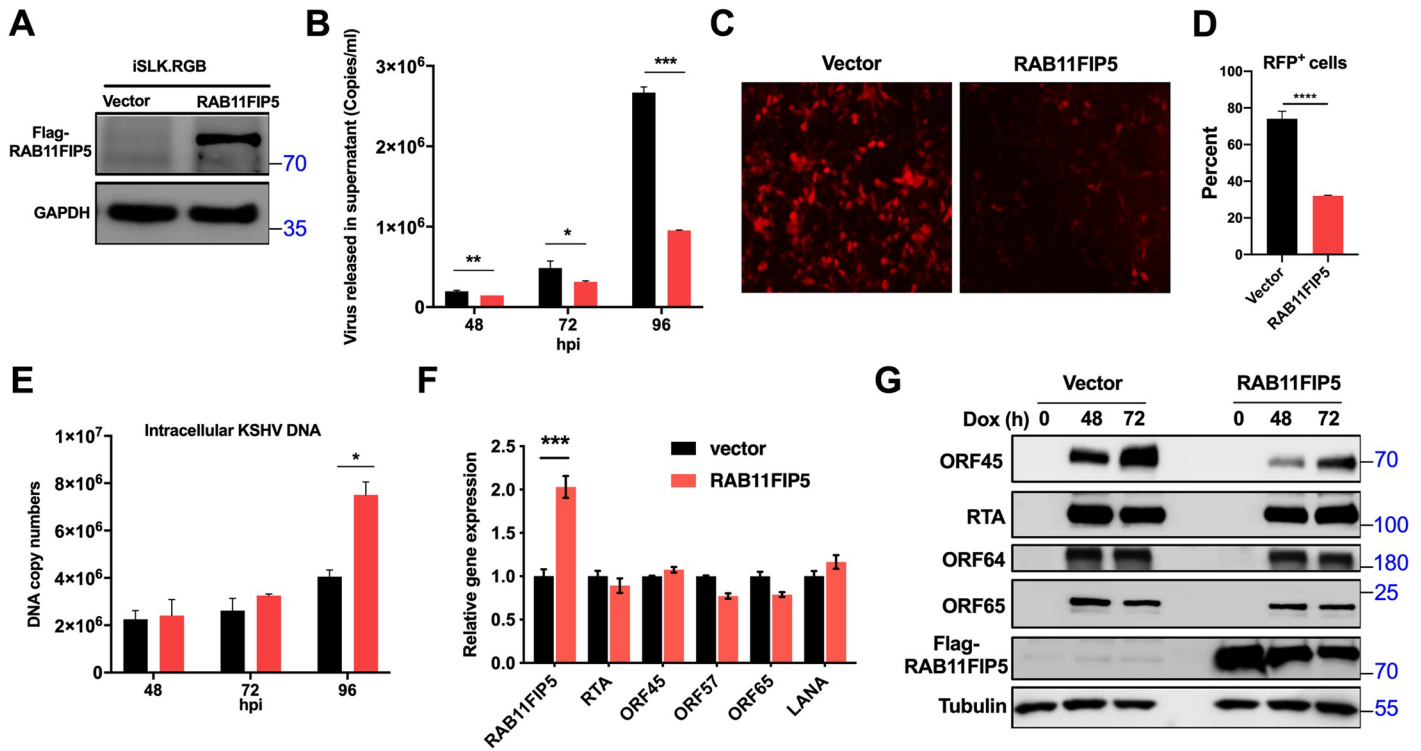 A
iSLK.RGB
Vector RAB11FIP5
Flag-
RAB11FIP5
70
GAPDH
35
B
Virus released in supernatant (Copies/ml)
3×10⁶
***
1×10⁶
**
*
0
48 72 96
hpi
C
Vector RAB11FIP5
D
RFP⁺ cells
Percent
100
****
80
60
40
20
0
Vector
RAB11FIP5
E
Intracellular KSHV DNA
DNA copy numbers
1×10⁷
*
8×10⁶
6×10⁶
4×10⁶
2×10⁶
0
48 72 96
hpi
F
Relative gene expression
2.5
***
2.0
1.5
1.0
0.5
0.0
vector
RAB11FIP5
RAB11FIP5
RTA
ORF45
ORF57
ORF65
LANA
G
Vector RAB11FIP5
Dox (h) 0 48 72 0 48 72
ORF45 70
RTA 100
ORF64 180
ORF65 25
Flag-
RAB11FIP5 70
Tubulin 55